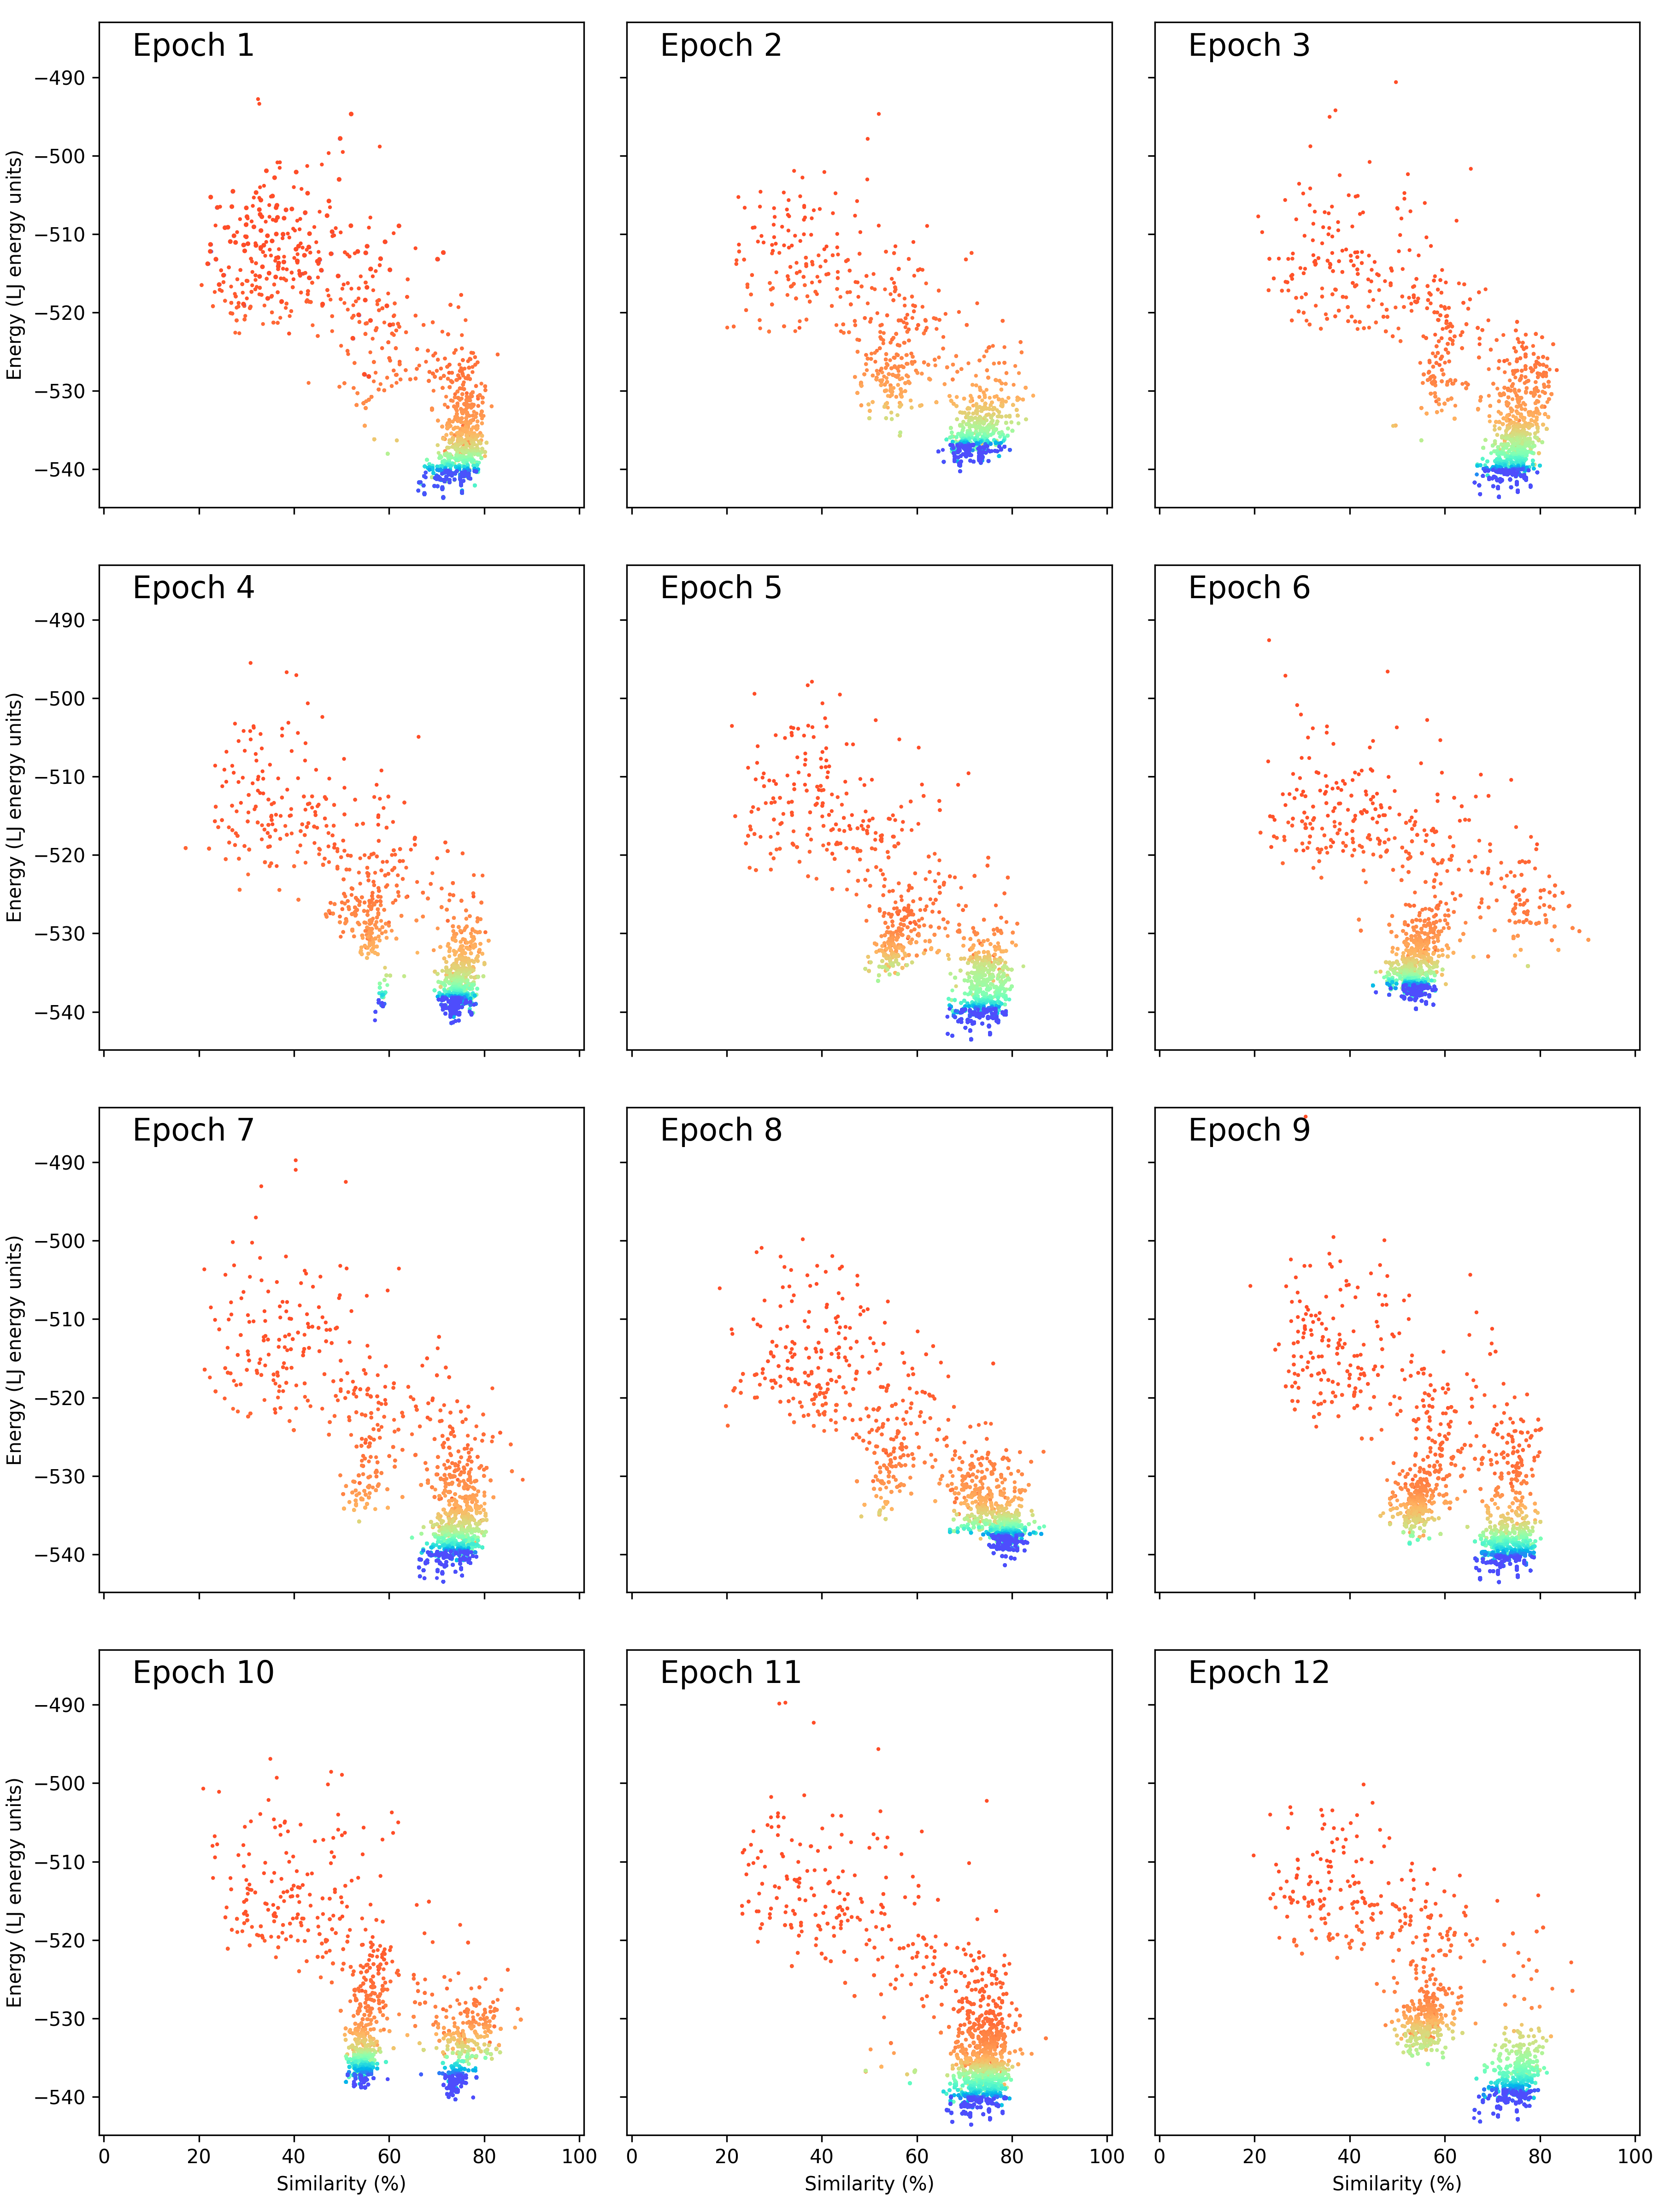 Epoch 1
Epoch 2
Epoch 3
Energy (LJ energy units)
−490
−500
−510
−520
−530
−540
Epoch 4
Epoch 5
Epoch 6
Energy (LJ energy units)
−490
−500
−510
−520
−530
−540
Epoch 7
Epoch 8
Epoch 9
Energy (LJ energy units)
−490
−500
−510
−520
−530
−540
Epoch 10
Epoch 11
Epoch 12
Energy (LJ energy units)
−490
−500
−510
−520
−530
−540
0 20 40 60 80 100
0 20 40 60 80 100
0 20 40 60 80 100
Similarity (%)
Similarity (%)
Similarity (%)